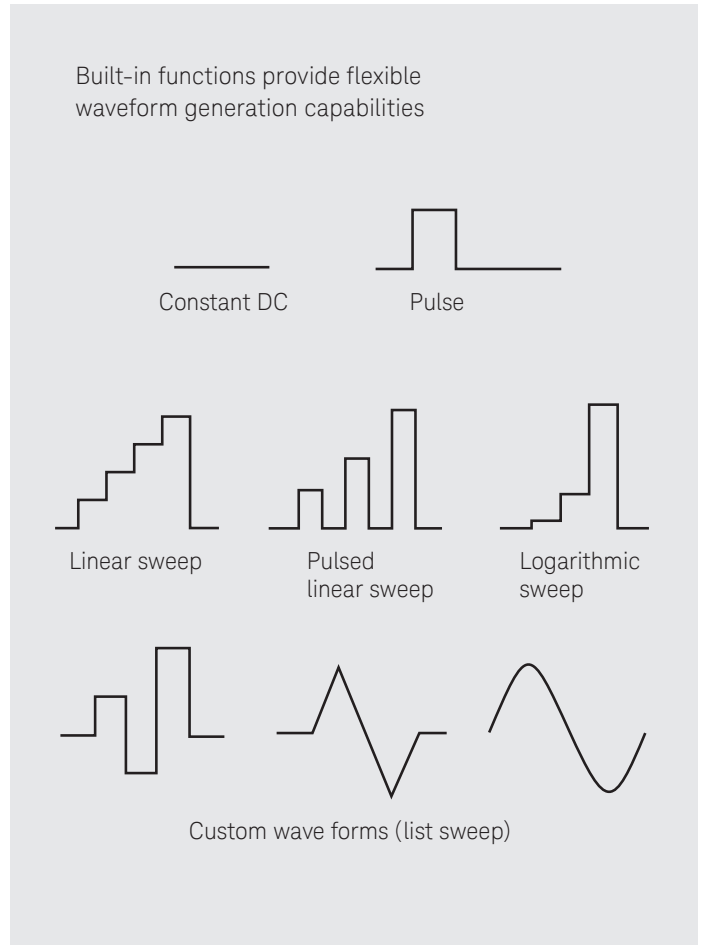 Built-in functions provide flexible
waveform generation capabilities
Constant DC
Pulse
Linear sweep
Pulsed
linear sweep
Logarithmic
sweep
Custom wave forms (list sweep)